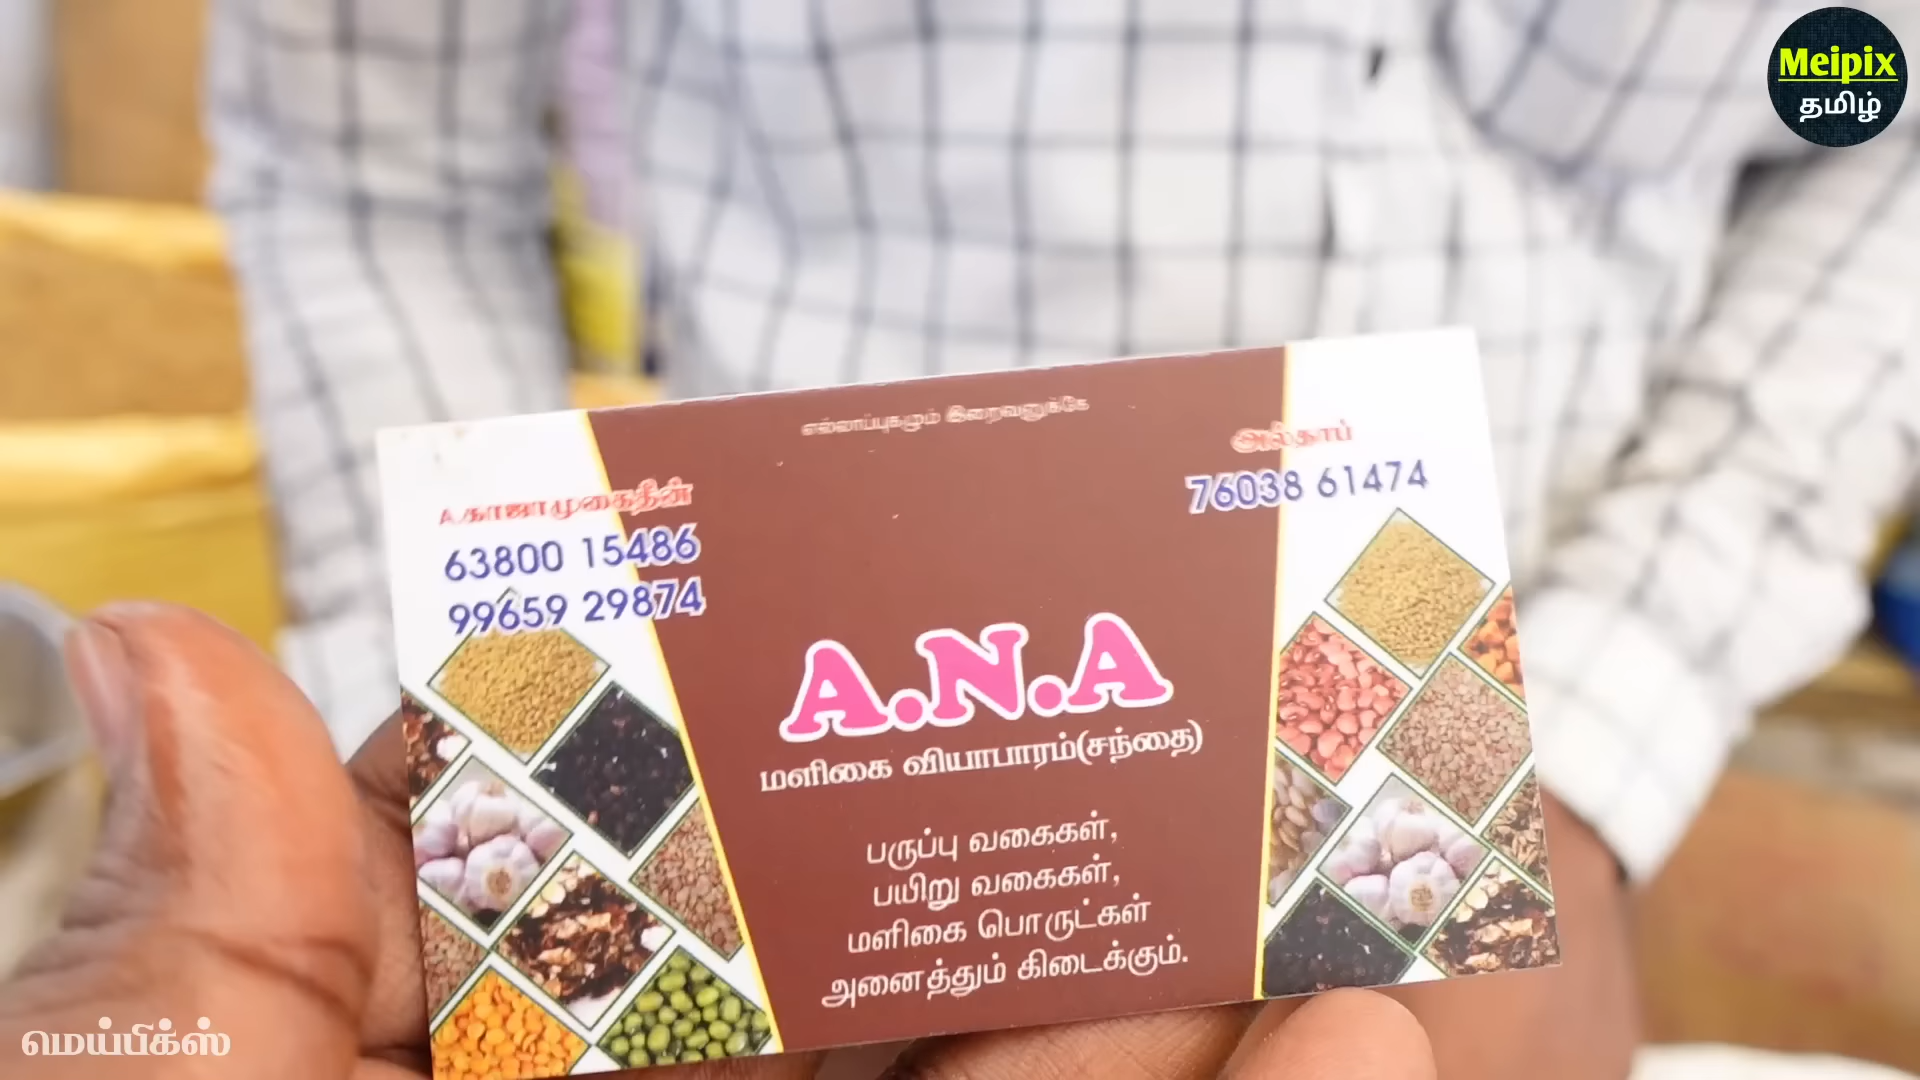 Meipix
தமிழ்
எல்லாப்புகழும் இறைவனுக்கே
A.காஜாமுகைதீன்
63800 15486
99659 29874
அல்தாப்
76038 61474
A.N.A
மளிகை வியாபாரம்(சந்தை)
பருப்பு வகைகள்,
பயிறு வகைகள்,
மளிகை பொருட்கள்
அனைத்தும் கிடைக்கும்.
மெய்பிக்ஸ்